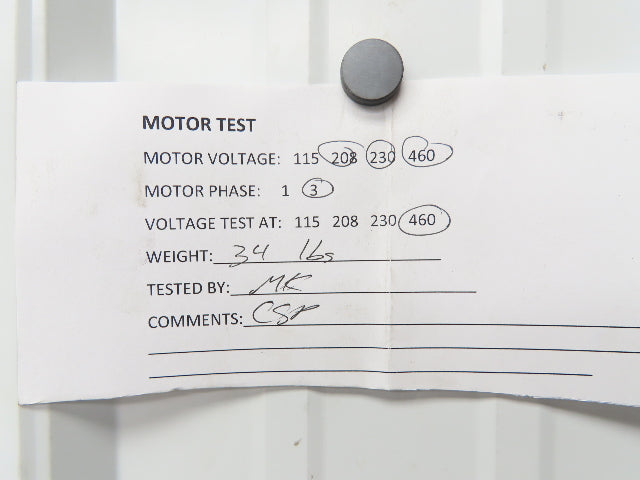 MOTOR TEST
MOTOR VOLTAGE: 115 208 230 460
MOTOR PHASE: 1 3
VOLTAGE TEST AT: 115 208 230 460
WEIGHT: 34 lbs
TESTED BY: MK
COMMENTS: